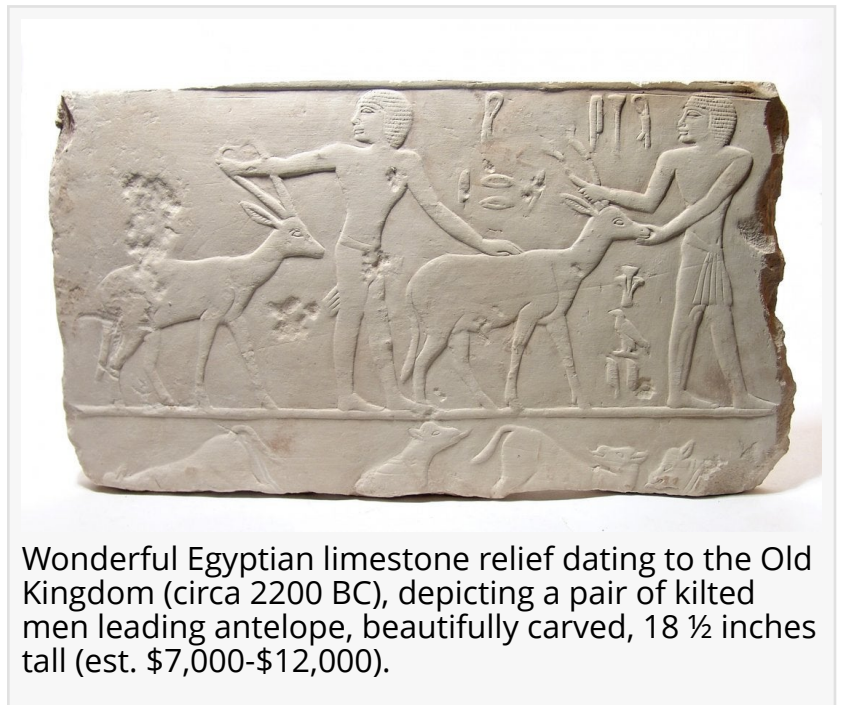 Wonderful Egyptian limestone relief dating to the Old
Kingdom (circa 2200 BC), depicting a pair of kilted
men leading antelope, beautifully carved, 18 ½ inches
tall (est. $7,000-$12,000).